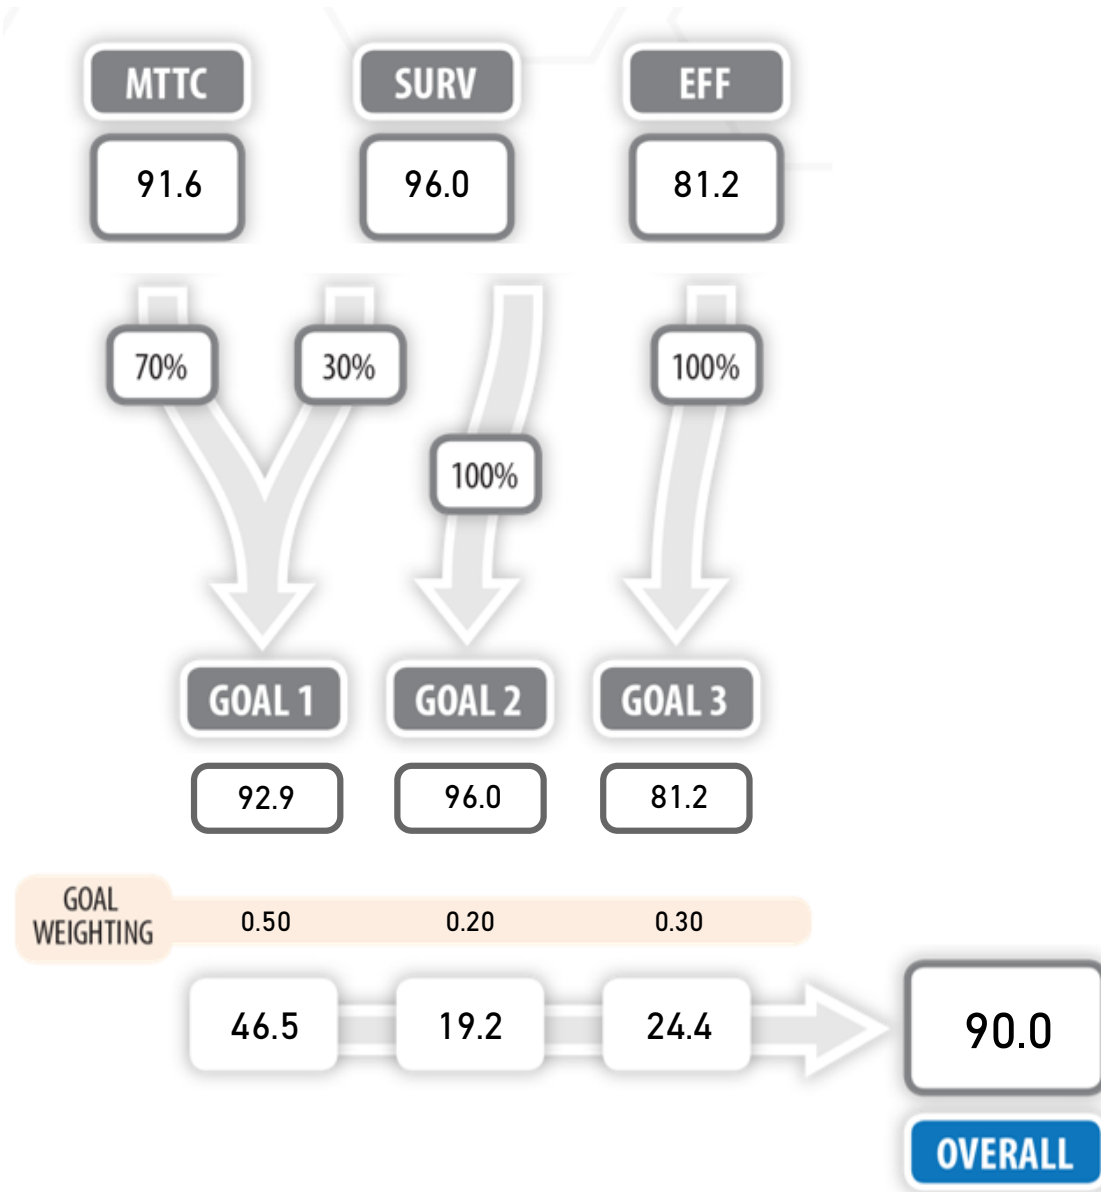 MTTC
SURV
EFF
91.6
96.0
81.2
70%
30%
100%
100%
GOAL 1
GOAL 2
GOAL 3
92.9
96.0
81.2
GOAL
WEIGHTING
0.50
0.20
0.30
46.5
19.2
24.4
90.0
OVERALL